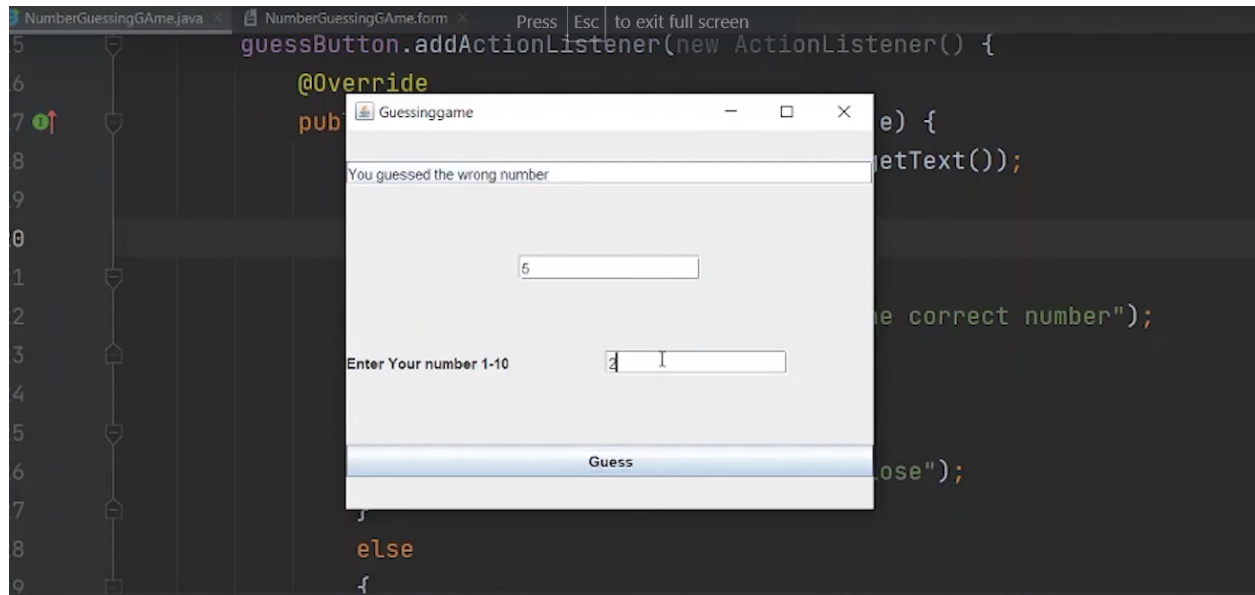 NumberGuessingGAme.java × NumberGuessingGAme.form × Press Esc to exit full screen
5 guessButton.addActionListener(new ActionListener() {
6 @Override
7 pub e) {
8 getText());
9
0
1
2 e correct number");
3
4
5
6 ose");
7 }
8 else
9 {
Guessinggame
You guessed the wrong number
5
Enter Your number 1-10 2
Guess